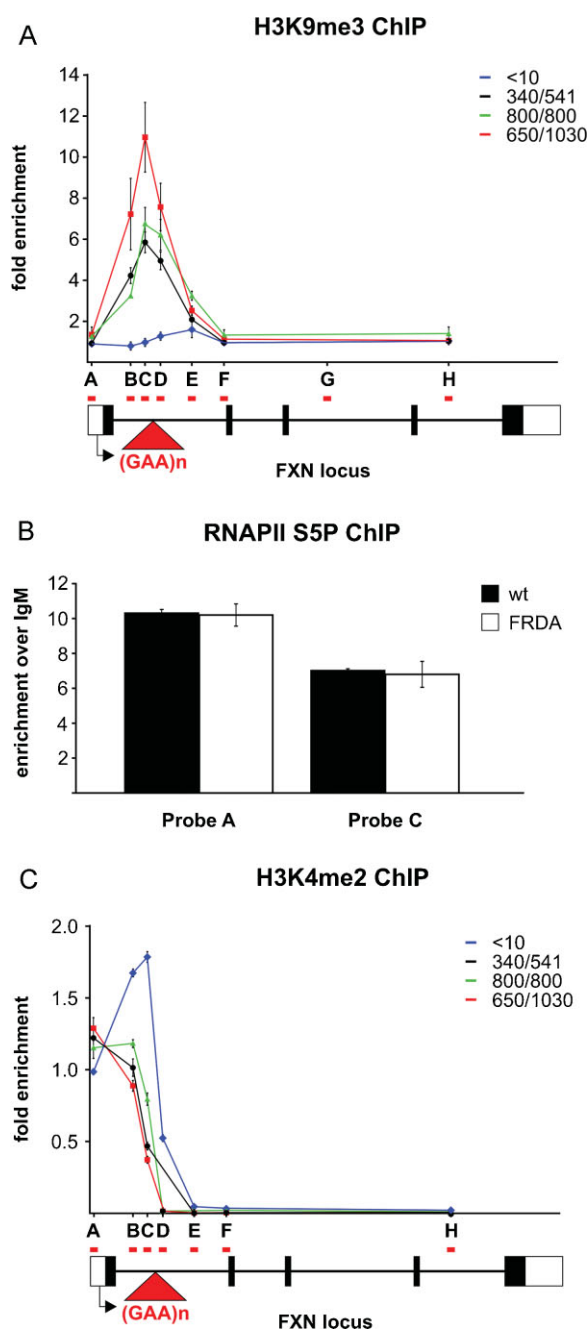 A
H3K9me3 ChIP
<10
340/541
800/800
650/1030
fold enrichment
14
12
10
8
6
4
2
A B C D E F G H
(GAA)n
FXN locus
B
RNAPII S5P ChIP
wt
FRDA
enrichment over IgM
12
10
8
6
4
2
Probe A Probe C
C
H3K4me2 ChIP
<10
340/541
800/800
650/1030
fold enrichment
2.0
1.5
1.0
0.5
A B C D E F H
(GAA)n
FXN locus